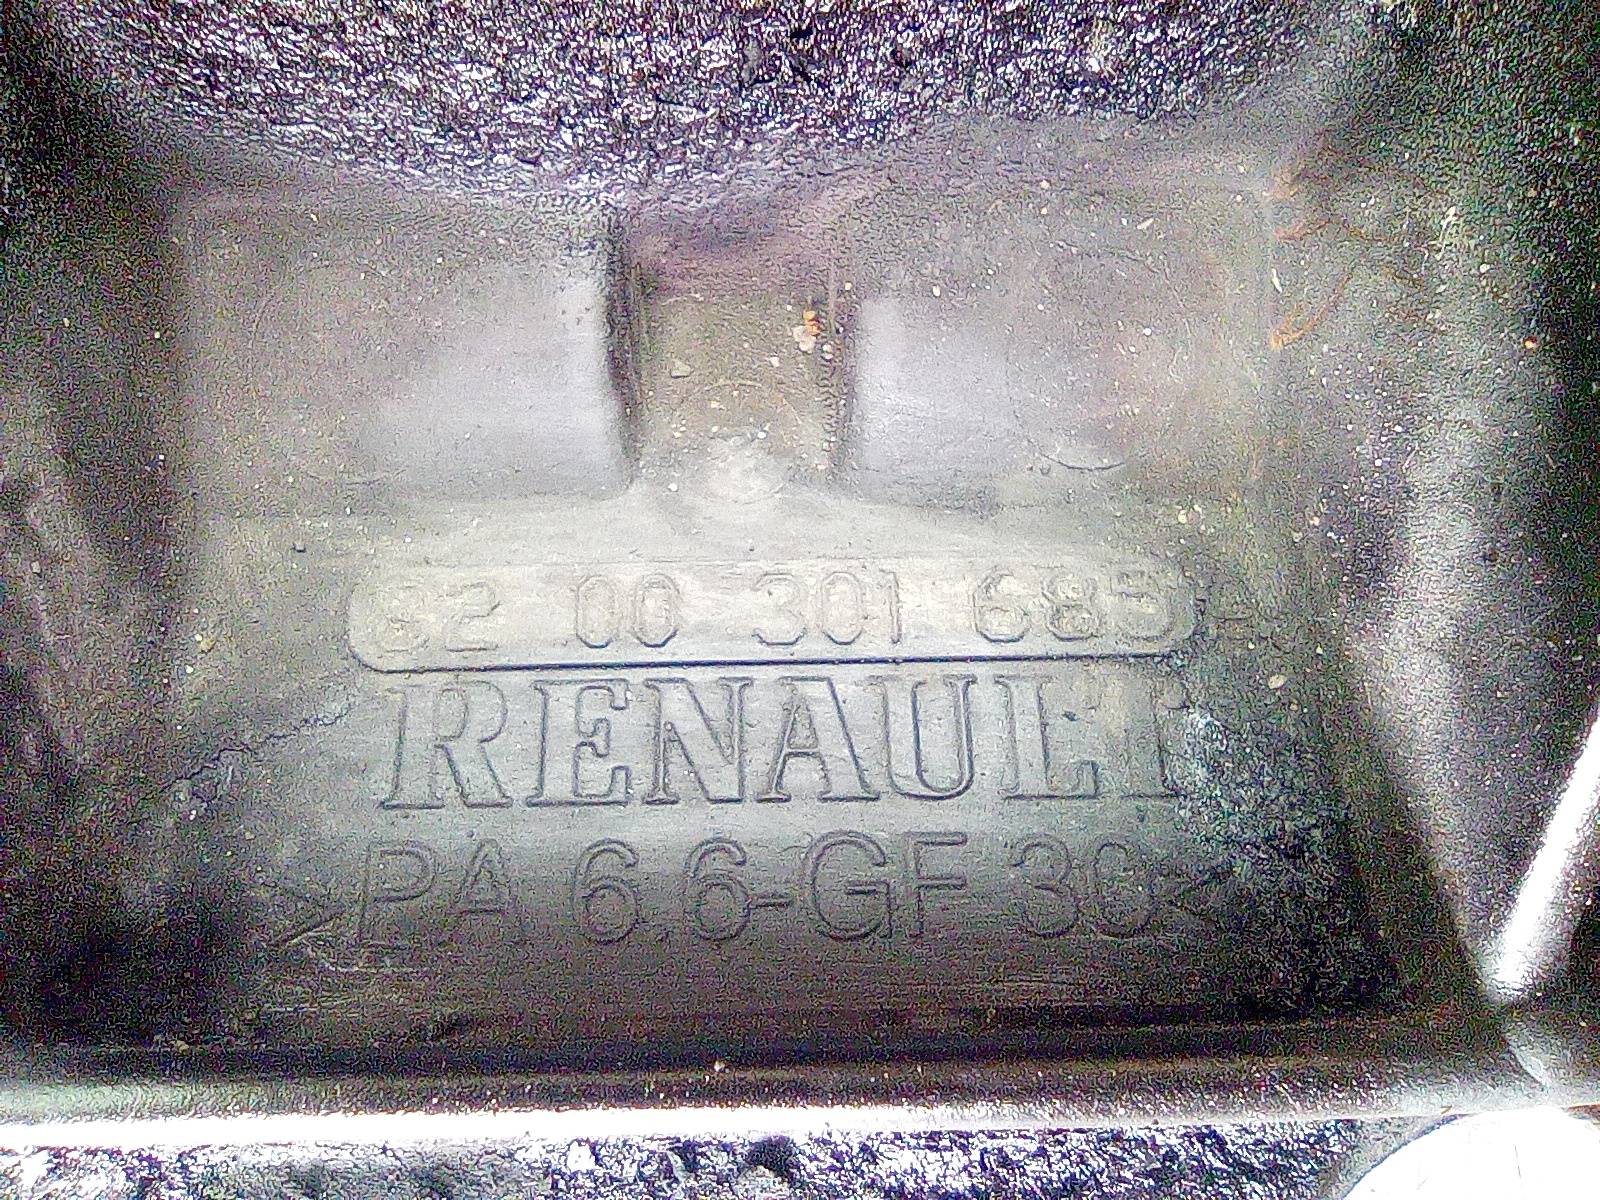 82 00 301 685
RENAULT
>PA 6.6-GF 30<